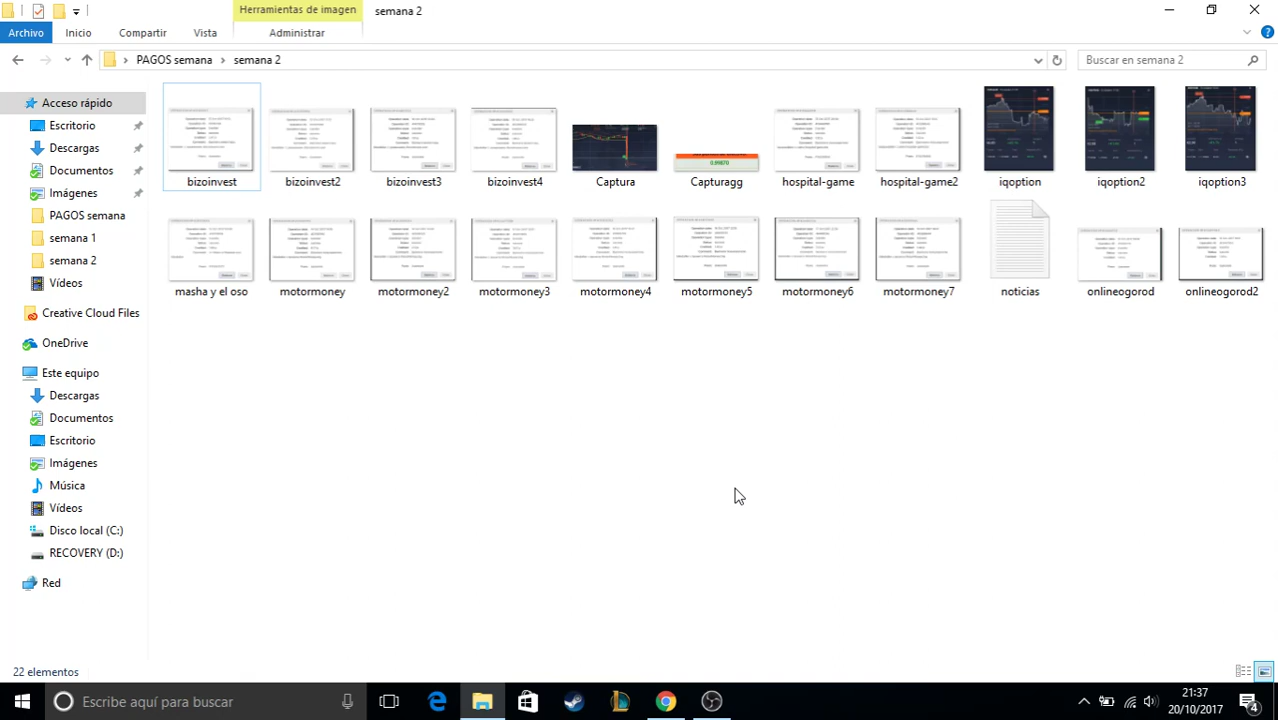 Herramientas de imagen
semana 2
Archivo
Inicio
Compartir
Vista
Administrar
PAGOS semana
semana 2
Buscar en semana 2
Acceso rápido
Escritorio
Descargas
Documentos
Imágenes
PAGOS semana
semana 1
semana 2
Vídeos
Creative Cloud Files
OneDrive
Este equipo
Descargas
Documentos
Escritorio
Imágenes
Música
Vídeos
Disco local (C:)
RECOVERY (D:)
Red
bizoinvest
bizoinvest2
bizoinvest3
bizoinvest4
Captura
Capturagg
hospital-game
hospital-game2
iqoption
iqoption2
iqoption3
masha y el oso
motormoney
motormoney2
motormoney3
motormoney4
motormoney5
motormoney6
motormoney7
noticias
onlineogorod
onlineogorod2
22 elementos
Escribe aquí para buscar
21:37
20/10/2017
4